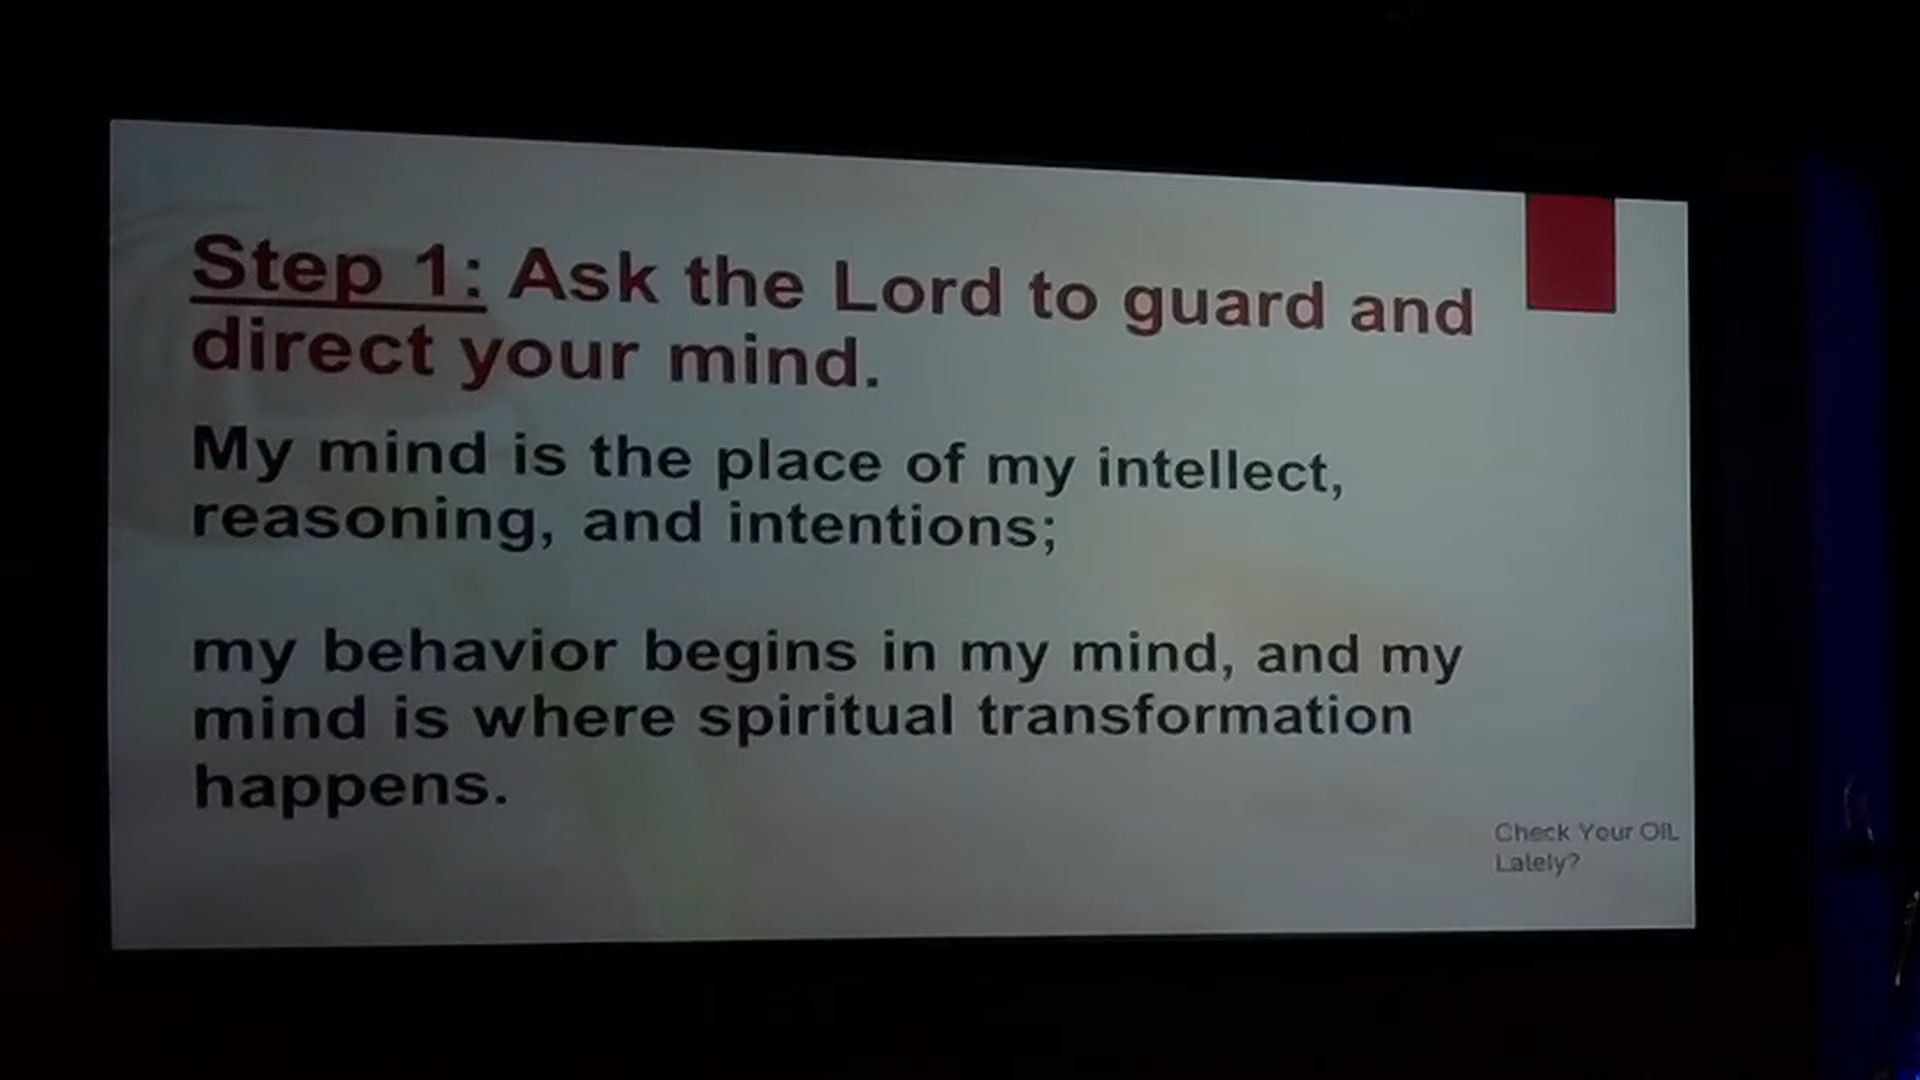 Step 1: Ask the Lord to guard and
direct your mind.
My mind is the place of my intellect,
reasoning, and intentions;
my behavior begins in my mind, and my
mind is where spiritual transformation
happens.
Check Your OIL
Lately?